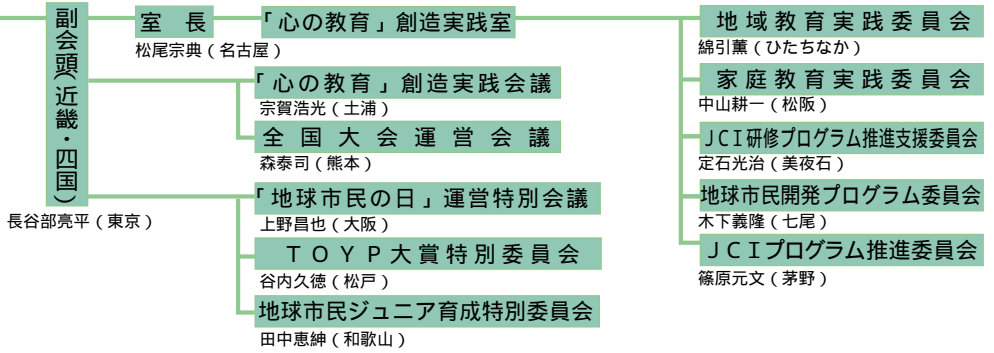 副会頭(近畿・四国)
長谷部亮平(東京)
室 長
松尾宗典(名古屋)
「心の教育」創造実践室
「心の教育」創造実践会議
宗賀浩光(土浦)
全国大会運営会議
森泰司(熊本)
「地球市民の日」運営特別会議
上野昌也(大阪)
TOYP大賞特別委員会
谷内久徳(松戸)
地球市民ジュニア育成特別委員会
田中恵紳(和歌山)
地域教育実践委員会
綿引薫(ひたちなか)
家庭教育実践委員会
中山耕一(松阪)
JCI研修プログラム推進支援委員会
定石光治(美夜石)
地球市民開発プログラム委員会
木下義隆(七尾)
JCIプログラム推進委員会
篠原元文(茅野)